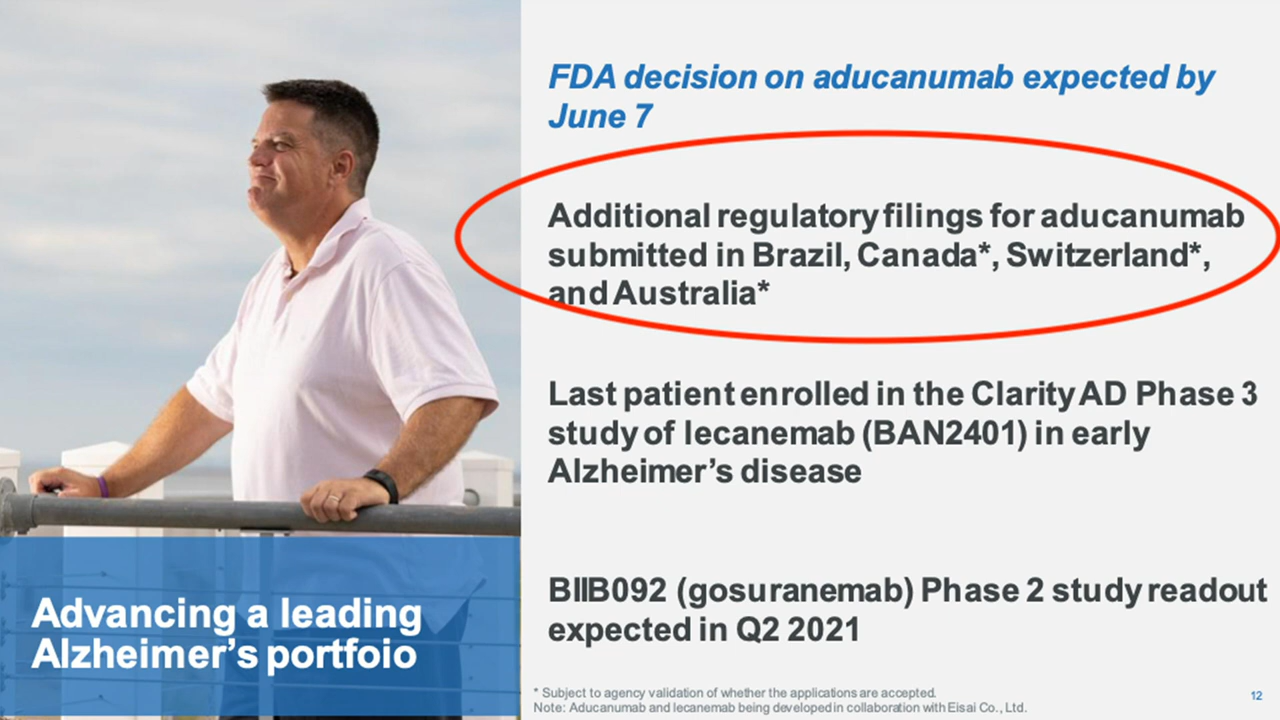 FDA decision on aducanumab expected by
June 7
Additional regulatory filings for aducanumab
submitted in Brazil, Canada*, Switzerland*,
and Australia*
Last patient enrolled in the Clarity AD Phase 3
study of lecanemab (BAN2401) in early
Alzheimer’s disease
BIIB092 (gosuranemab) Phase 2 study readout
expected in Q2 2021
Advancing a leading
Alzheimer’s portfoio
* Subject to agency validation of whether the applications are accepted.
Note: Aducanumab and lecanemab being developed in collaboration with Eisai Co., Ltd.
12